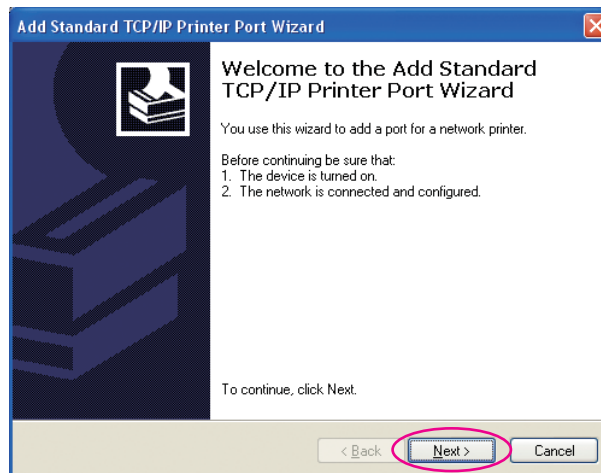 Add Standard TCP/IP Printer Port Wizard
Welcome to the Add Standard
TCP/IP Printer Port Wizard
You use this wizard to add a port for a network printer.
Before continuing be sure that:
1. The device is turned on.
2. The network is connected and configured.
To continue, click Next.
< Back
Next >
Cancel